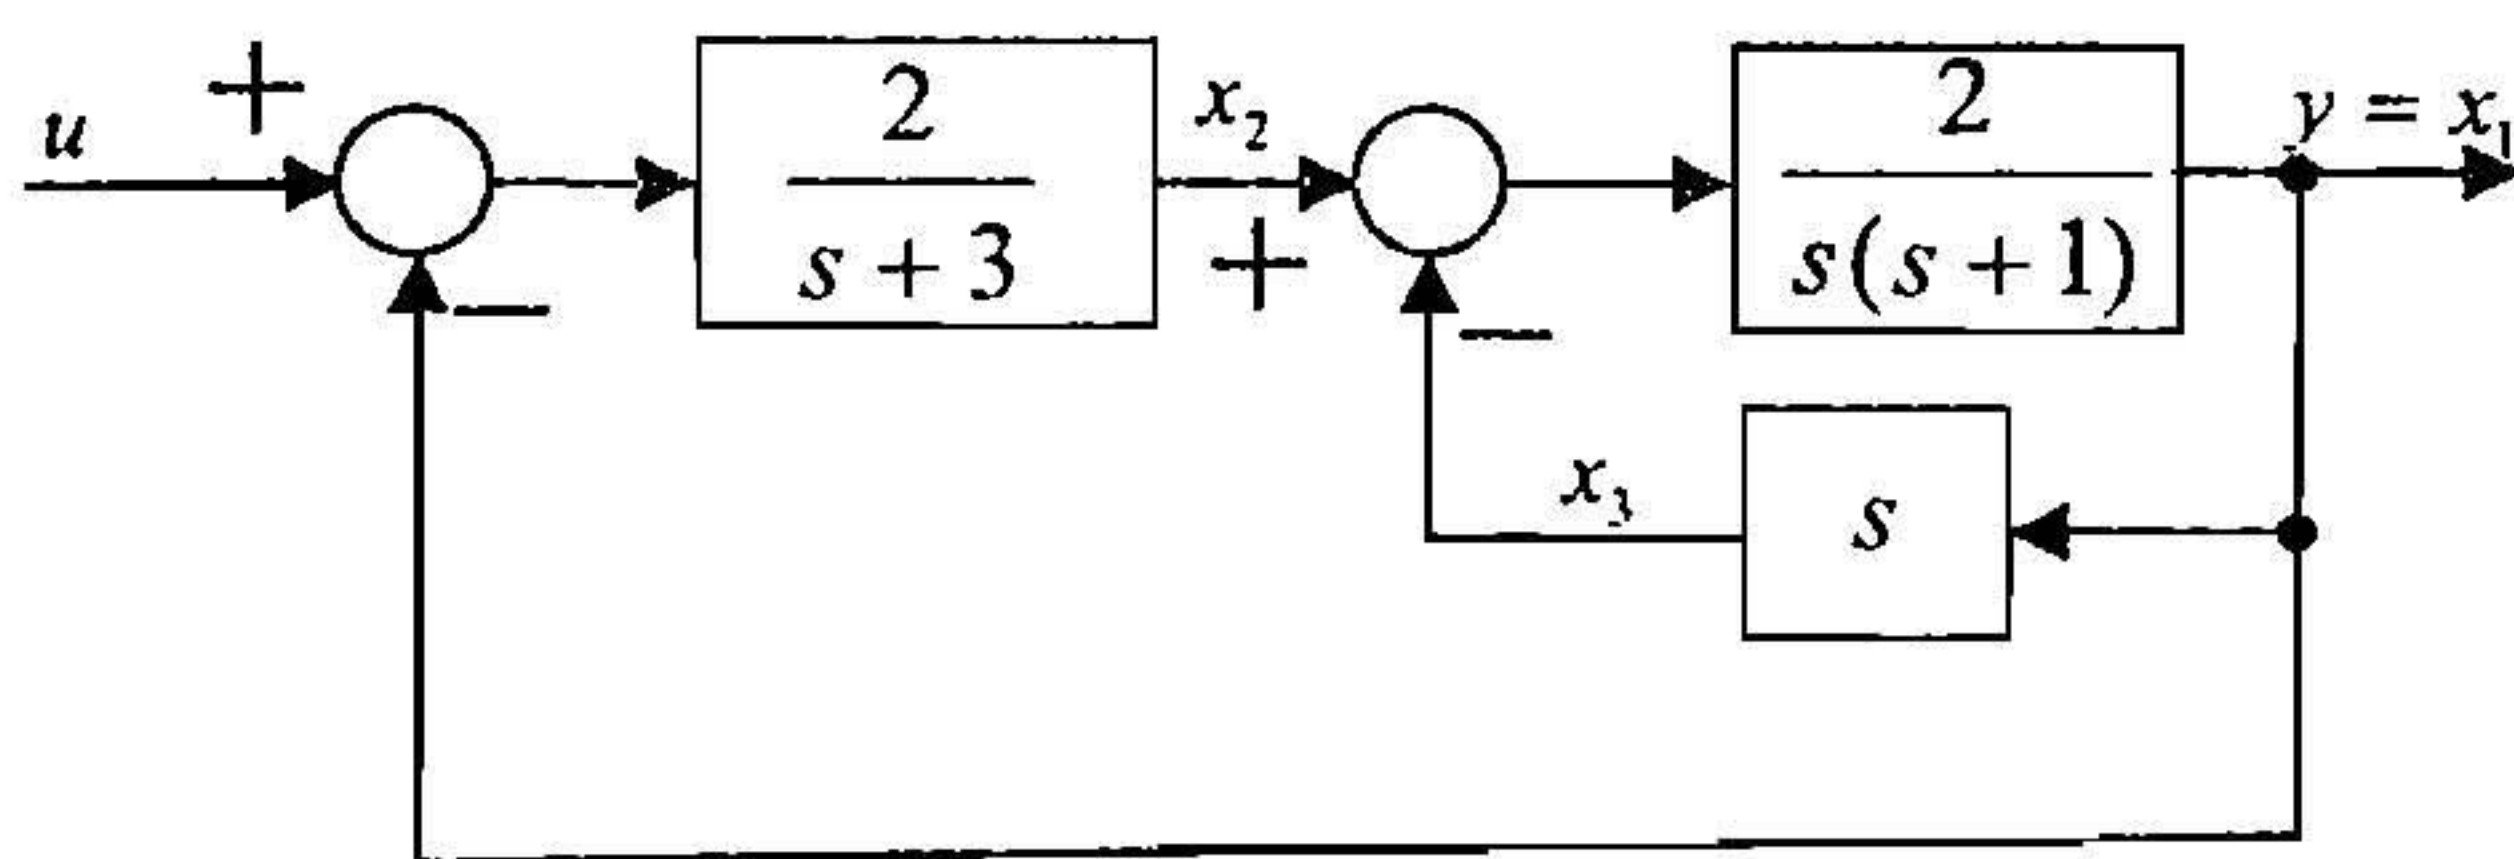 +
u
2
s + 3
x₂
+
−
2
s(s + 1)
y = x₁
−
x₃
s